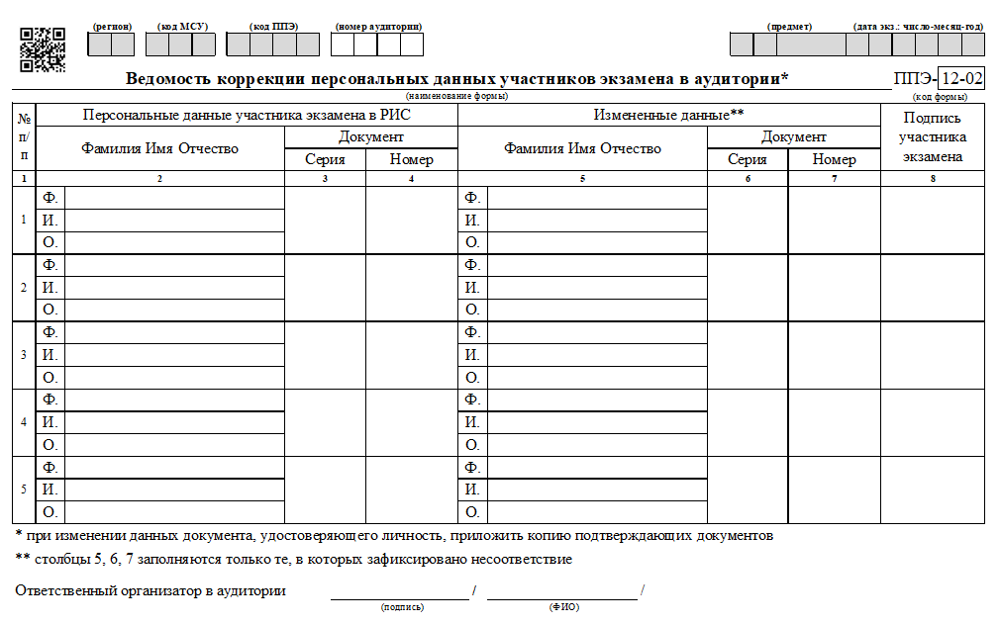 (регион) (код МСУ) (код ППЭ) (номер аудитории) (предмет) (дата экз.: число-месяц-год)
Ведомость коррекции персональных данных участников экзамена в аудитории* ППЭ-12-02
(наименование формы) (код формы)
№ п/п Персональные данные участника экзамена в РИС Измененные данные** Подпись участника экзамена
Фамилия Имя Отчество Документ Фамилия Имя Отчество Документ
Серия Номер Серия Номер
1 2 3 4 5 6 7 8
Ф. Ф.
1 И. И.
О. О.
Ф. Ф.
2 И. И.
О. О.
Ф. Ф.
3 И. И.
О. О.
Ф. Ф.
4 И. И.
О. О.
Ф. Ф.
5 И. И.
О. О.
* при изменении данных документа, удостоверяющего личность, приложить копию подтверждающих документов
** столбцы 5, 6, 7 заполняются только те, в которых зафиксировано несоответствие
Ответственный организатор в аудитории / /
(подпись) (ФИО)